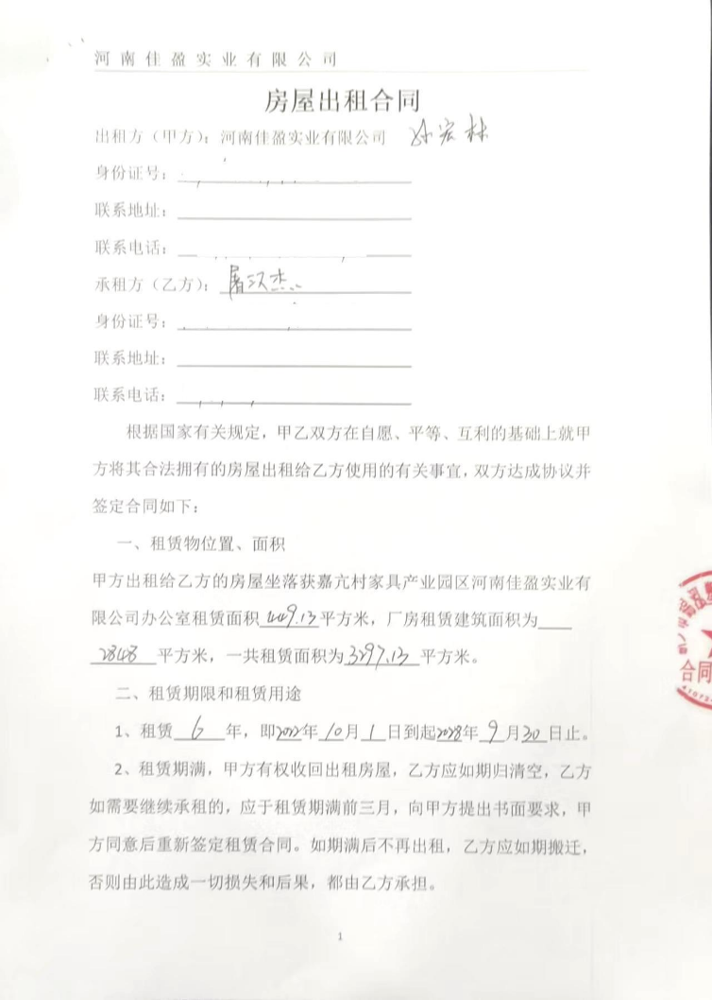 河南佳盈实业有限公司
房屋出租合同
出租方（甲方）：河南佳盈实业有限公司 孙宏林
身份证号：
联系地址：
联系电话：
承租方（乙方）：屠汉杰
身份证号：
联系地址：
联系电话：
根据国家有关规定，甲乙双方在自愿、平等、互利的基础上就甲
方将其合法拥有的房屋出租给乙方使用的有关事宜，双方达成协议并
签定合同如下：
一、租赁物位置、面积
甲方出租给乙方的房屋坐落获嘉亢村家具产业园区河南佳盈实业有
限公司办公室租赁面积449.13平方米，厂房租赁建筑面积为
2848平方米，一共租赁面积为3297.13平方米。
二、租赁期限和租赁用途
1、租赁6年，即2022年10月1日到起2028年9月30日止。
2、租赁期满，甲方有权收回出租房屋，乙方应如期归清空，乙方
如需要继续承租的，应于租赁期满前三月，向甲方提出书面要求，甲
方同意后重新签定租赁合同。如期满后不再出租，乙方应如期搬迁，
否则由此造成一切损失和后果，都由乙方承担。
合同
1